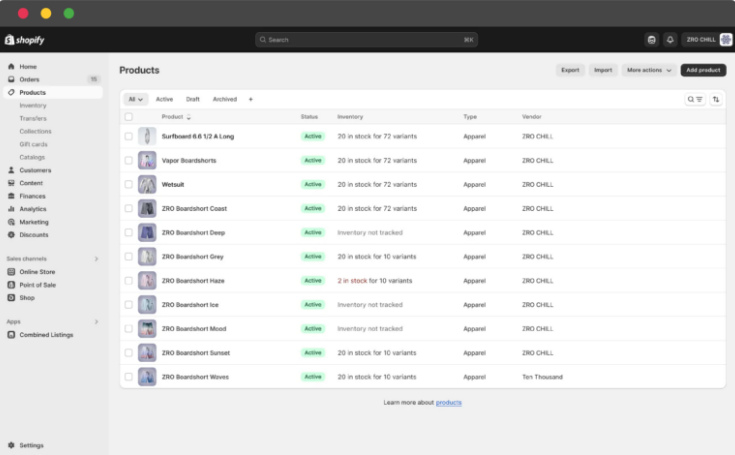 shopify
Search
⌘K
ZRO CHILL
Home
Orders
Products
Inventory
Transfers
Collections
Gift cards
Catalogs
Customers
Content
Finances
Analytics
Marketing
Discounts
Sales channels
Online Store
Point of Sale
Shop
Apps
Combined Listings
Settings
Products
Export Import More actions Add product
All Active Draft Archived +
Product Status Inventory Type Vendor
Surfboard 6.6 1/2 A Long Active 20 in stock for 72 variants Apparel ZRO CHILL
Vapor Boardshorts Active 20 in stock for 72 variants Apparel ZRO CHILL
Wetsuit Active 20 in stock for 72 variants Apparel ZRO CHILL
ZRO Boardshort Coast Active 20 in stock for 72 variants Apparel ZRO CHILL
ZRO Boardshort Deep Active Inventory not tracked Apparel ZRO CHILL
ZRO Boardshort Grey Active 20 in stock for 10 variants Apparel ZRO CHILL
ZRO Boardshort Haze Active 2 in stock for 10 variants Apparel ZRO CHILL
ZRO Boardshort Ice Active Inventory not tracked Apparel ZRO CHILL
ZRO Boardshort Mood Active Inventory not tracked Apparel ZRO CHILL
ZRO Boardshort Sunset Active 20 in stock for 10 variants Apparel ZRO CHILL
ZRO Boardshort Waves Active 20 in stock for 10 variants Apparel Ten Thousand
Learn more about products